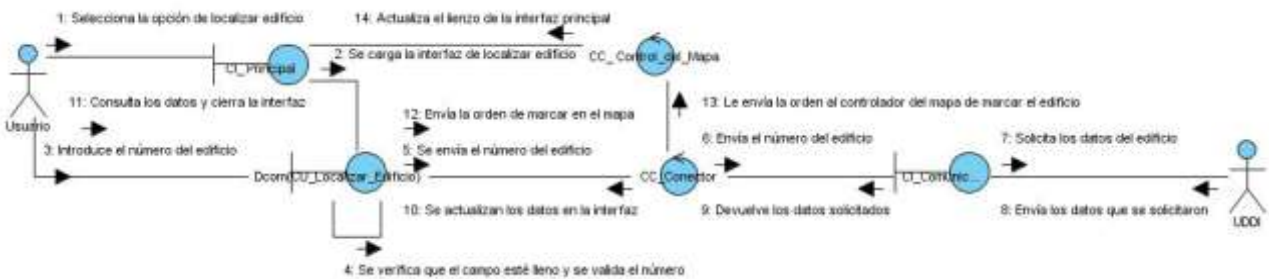 1: Selecciona la opción de localizar edificio
14: Actualiza el lienzo de la interfaz principal
2: Se carga la interfaz de localizar edificio
CC_Control_del_Mapa
CI_Principal
11: Consulta los datos y cierra la interfaz
12: Envía la orden de marcar en el mapa
13: Le envía la orden al controlador del mapa de marcar el edificio
Usuario
3: Introduce el número del edificio
5: Se envia el número del edificio
6: Envía el número del edificio
7: Solicita los datos del edificio
Dcom(CU_Localizar_Edificio)
CC_Conector
CI_Comunic...
10: Se actualizan los datos en la interfaz
9: Devuelve los datos solicitados
8: Envía los datos que se solicitaron
UDDI
4: Se verifica que el campo esté lleno y se valida el número